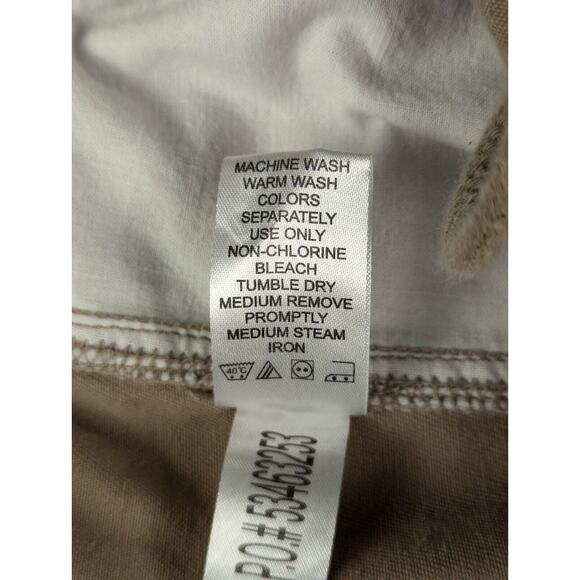 MACHINE WASH
WARM WASH
COLORS
SEPARATELY
USE ONLY
NON-CHLORINE
BLEACH
TUMBLE DRY
MEDIUM REMOVE
PROMPTLY
MEDIUM STEAM
IRON
40°C
P.O.# 53463253